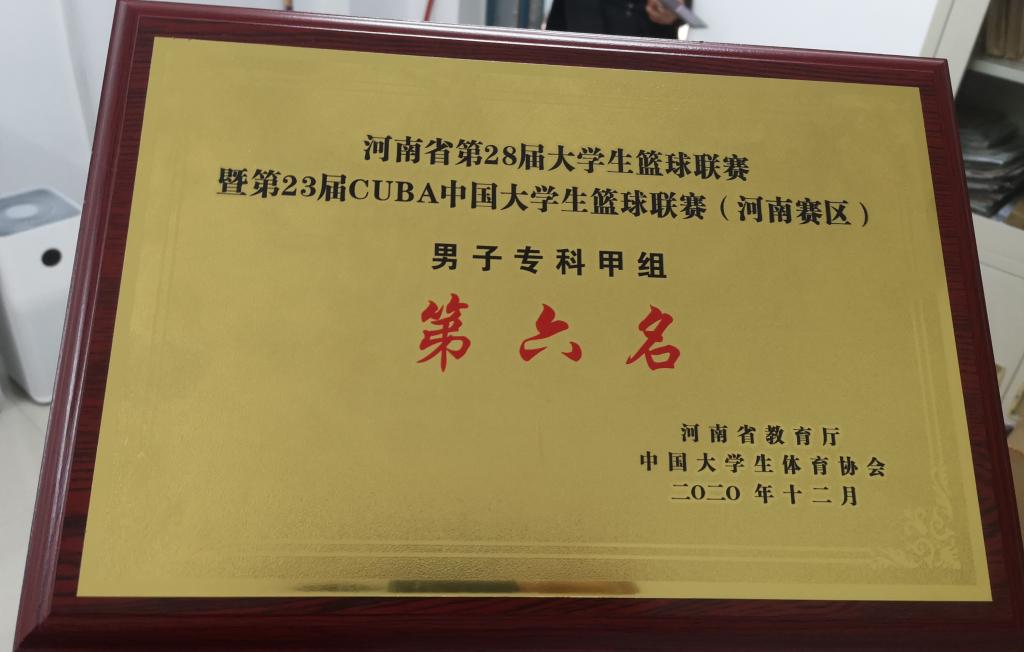 河南省第28届大学生篮球联赛
暨第23届CUBA中国大学生篮球联赛（河南赛区）
男子专科甲组
第六名
河南省教育厅
中国大学生体育协会
二〇二〇年十二月